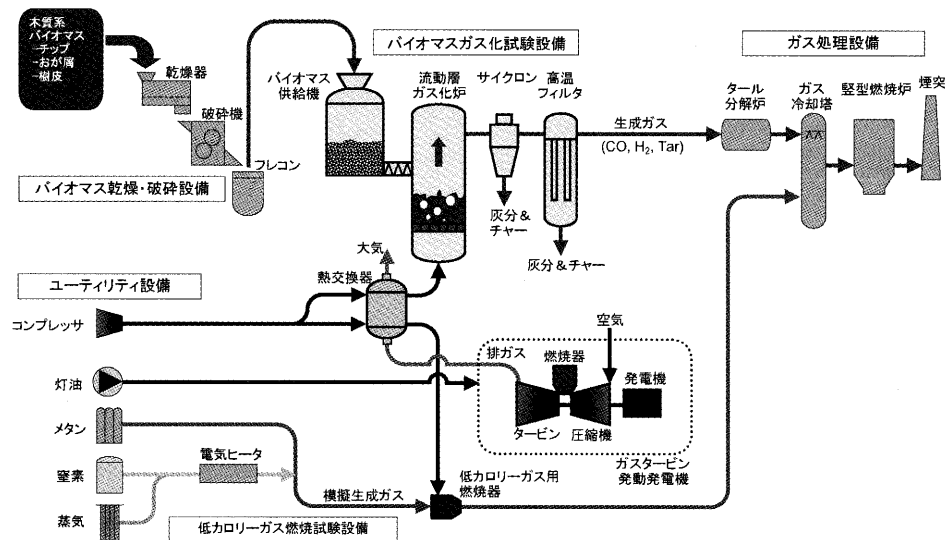 木質系
バイオマス
-チップ
-おが屑
-樹皮
乾燥器
破砕機
フレコン
バイオマス乾燥・破砕設備
バイオマスガス化試験設備
バイオマス
供給機
流動層
ガス化炉
サイクロン
高温
フィルタ
灰分&
チャー
灰分&チャー
生成ガス
(CO, H₂, Tar)
ガス処理設備
タール
分解炉
ガス
冷却塔
竪型燃焼炉
煙突
大気
熱交換器
ユーティリティ設備
コンプレッサ
灯油
メタン
窒素
蒸気
電気ヒータ
模擬生成ガス
低カロリーガス燃焼試験設備
低カロリーガス用
燃焼器
排ガス
燃焼器
空気
発電機
タービン
圧縮機
ガスタービン
発動発電機